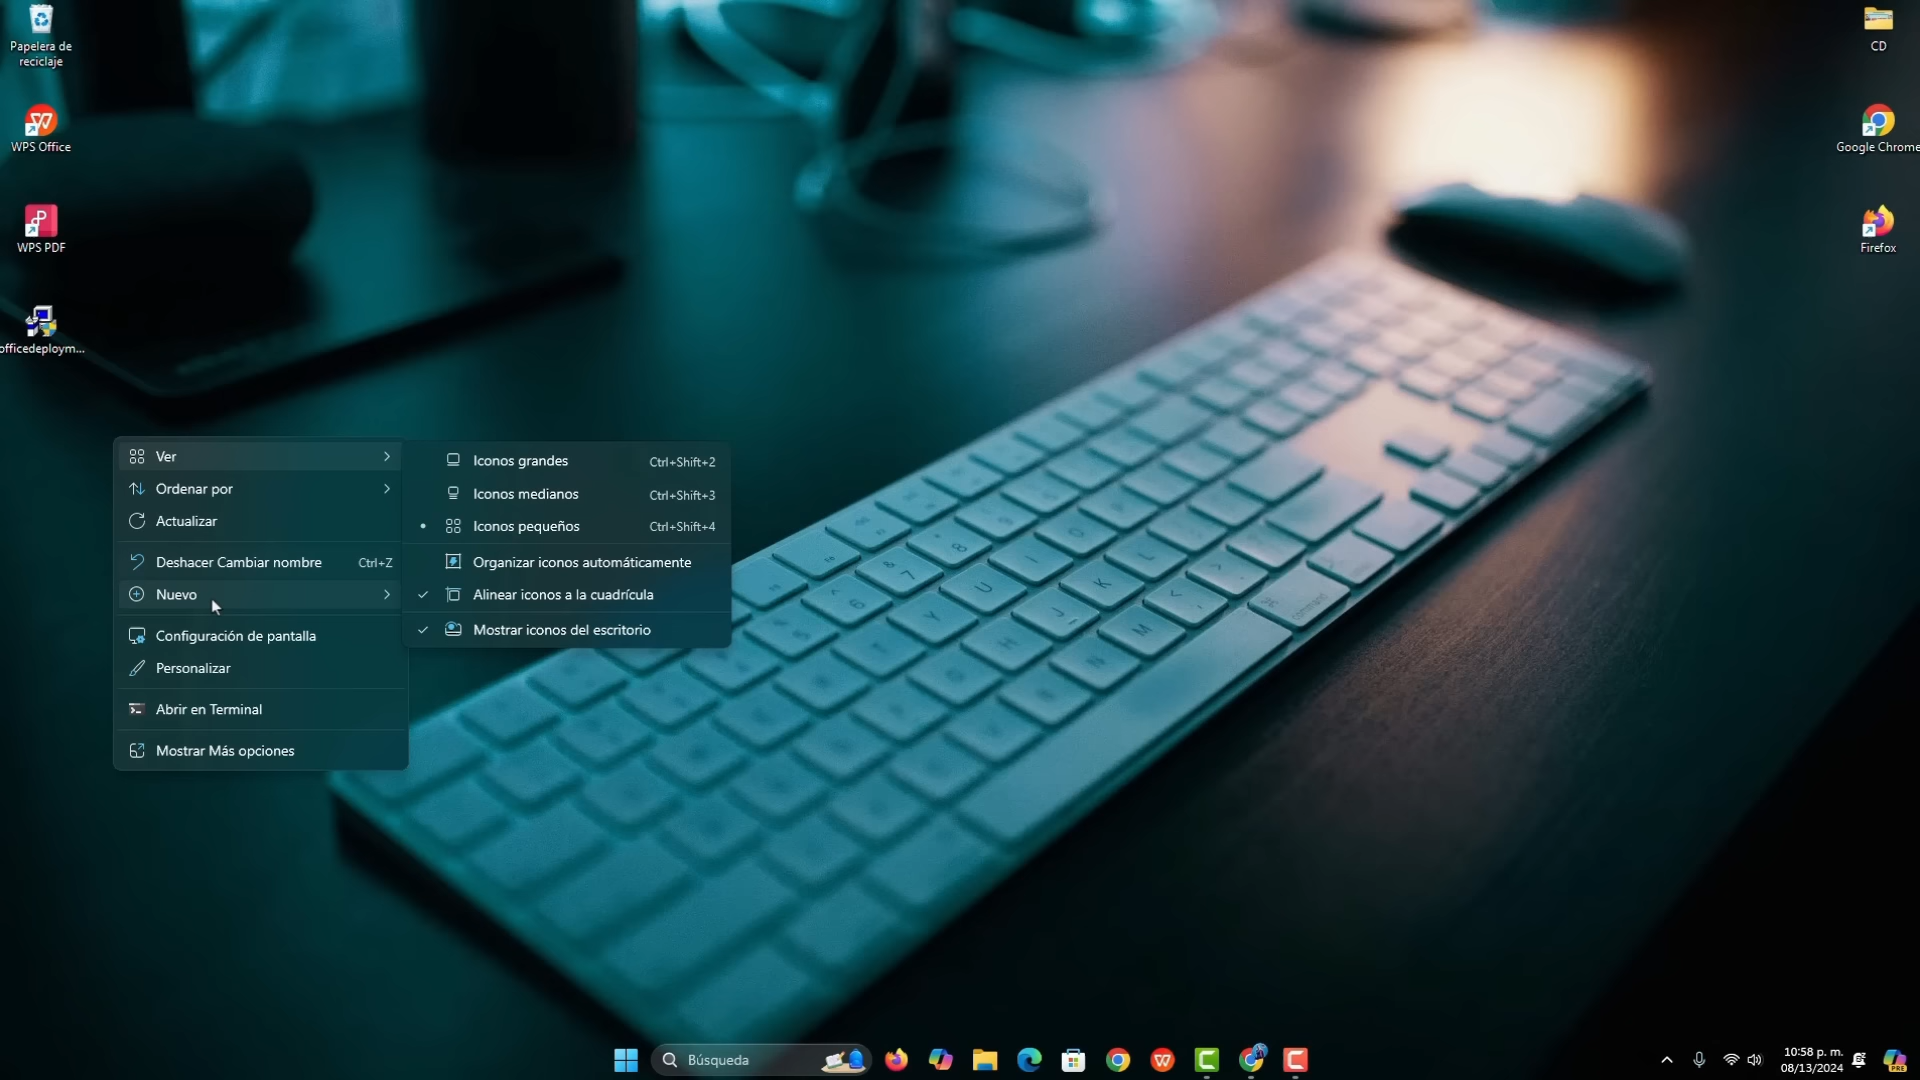 Papelera de
reciclaje
WPS Office
WPS PDF
officedeploym...
CD
Google Chrome
Firefox
Ver
Ordenar por
Actualizar
Deshacer Cambiar nombre Ctrl+Z
Nuevo
Configuración de pantalla
Personalizar
Abrir en Terminal
Mostrar Más opciones
Iconos grandes Ctrl+Shift+2
Iconos medianos Ctrl+Shift+3
Iconos pequeños Ctrl+Shift+4
Organizar iconos automáticamente
Alinear iconos a la cuadrícula
Mostrar iconos del escritorio
Búsqueda
10:58 p. m.
08/13/2024
PRE